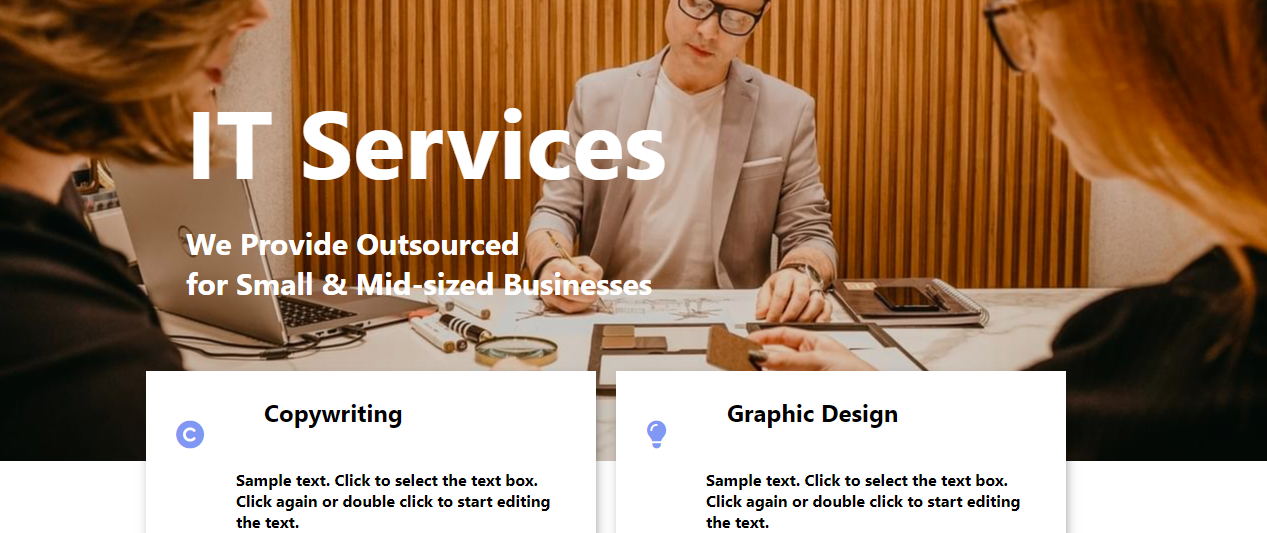 IT Services
We Provide Outsourced
for Small & Mid-sized Businesses
Copywriting
Sample text. Click to select the text box.
Click again or double click to start editing
the text.
Graphic Design
Sample text. Click to select the text box.
Click again or double click to start editing
the text.